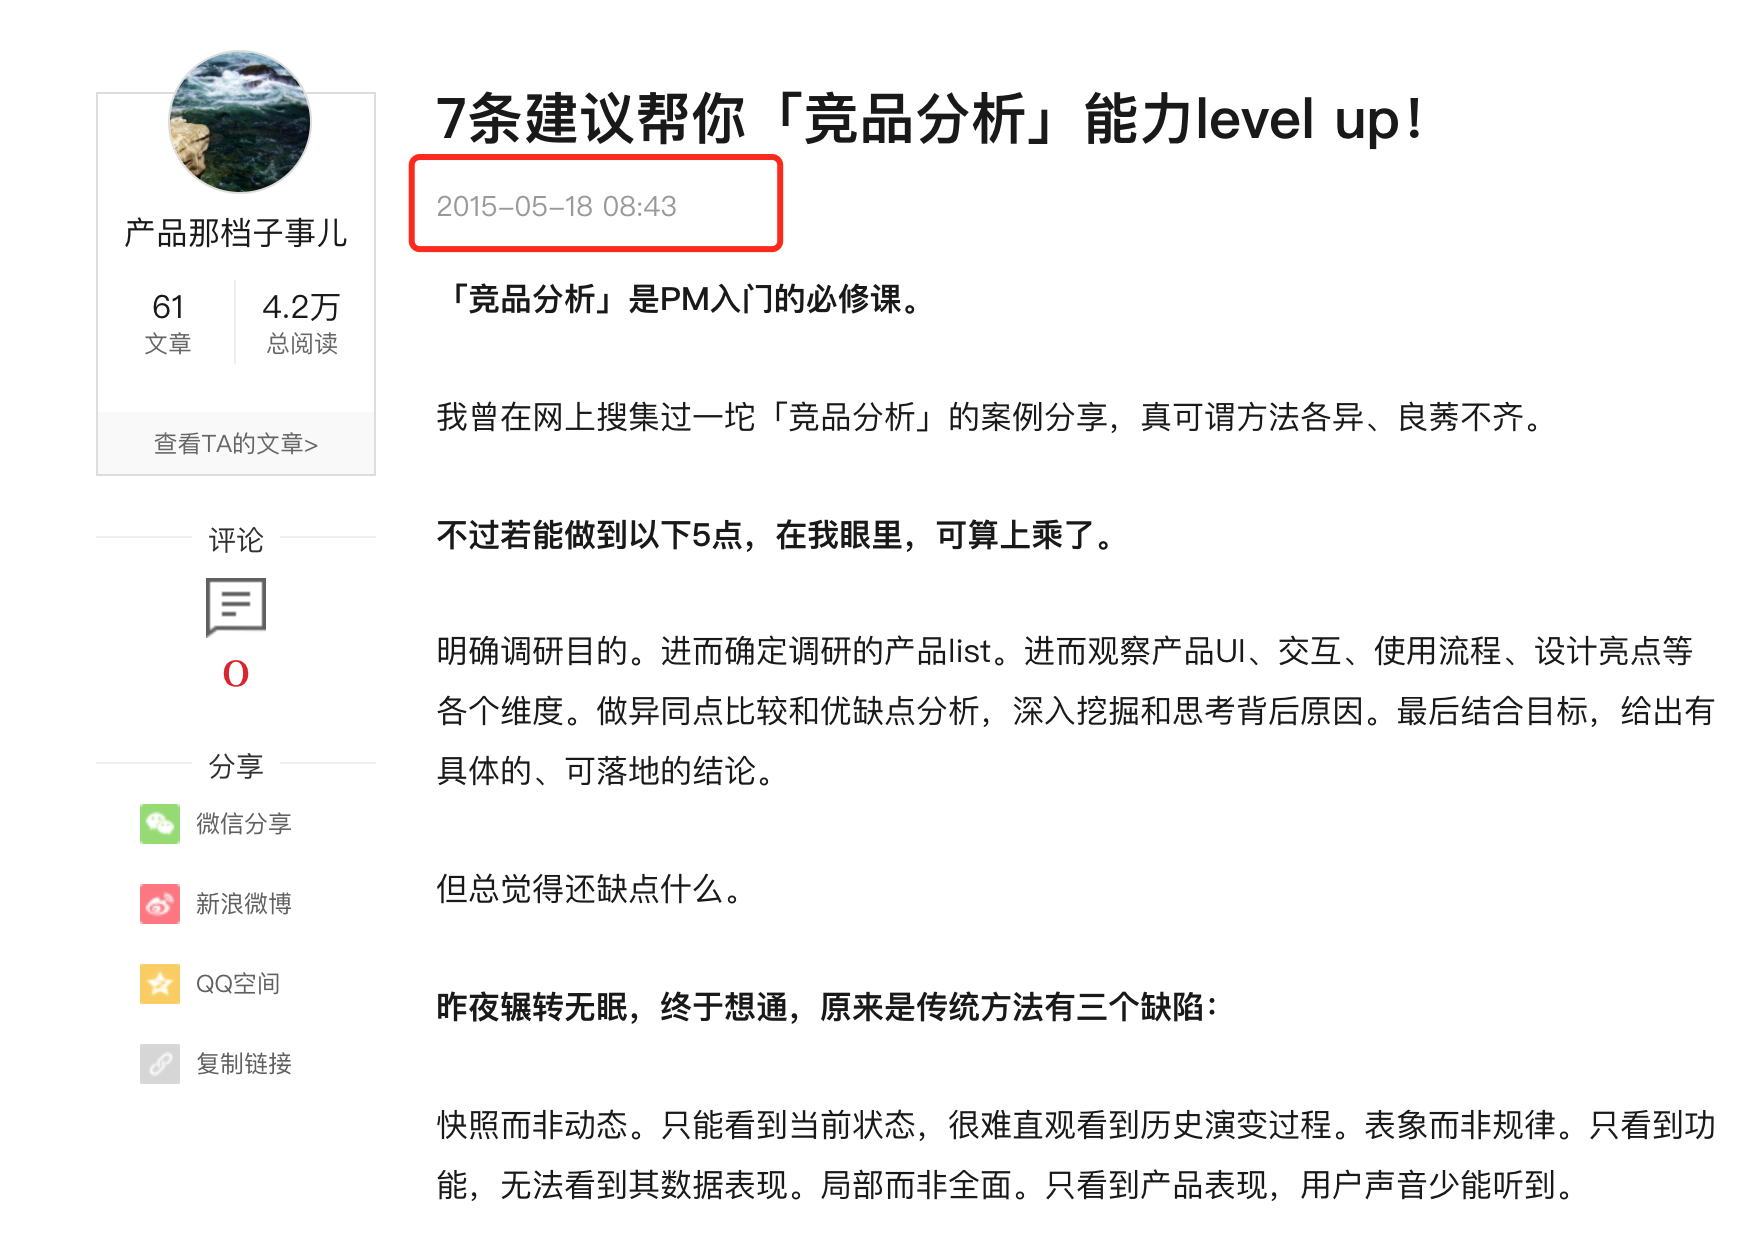 7条建议帮你「竞品分析」能力level up！
2015-05-18 08:43
产品那档子事儿
61
文章
4.2万
总阅读
查看TA的文章>
评论
0
分享
微信分享
新浪微博
QQ空间
复制链接
「竞品分析」是PM入门的必修课。
我曾在网上搜集过一坨「竞品分析」的案例分享，真可谓方法各异、良莠不齐。
不过若能做到以下5点，在我眼里，可算上乘了。
明确调研目的。进而确定调研的产品list。进而观察产品UI、交互、使用流程、设计亮点等
各个维度。做异同点比较和优缺点分析，深入挖掘和思考背后原因。最后结合目标，给出有
具体的、可落地的结论。
但总觉得还缺点什么。
昨夜辗转无眠，终于想通，原来是传统方法有三个缺陷：
快照而非动态。只能看到当前状态，很难直观看到历史演变过程。表象而非规律。只看到功
能，无法看到其数据表现。局部而非全面。只看到产品表现，用户声音少能听到。